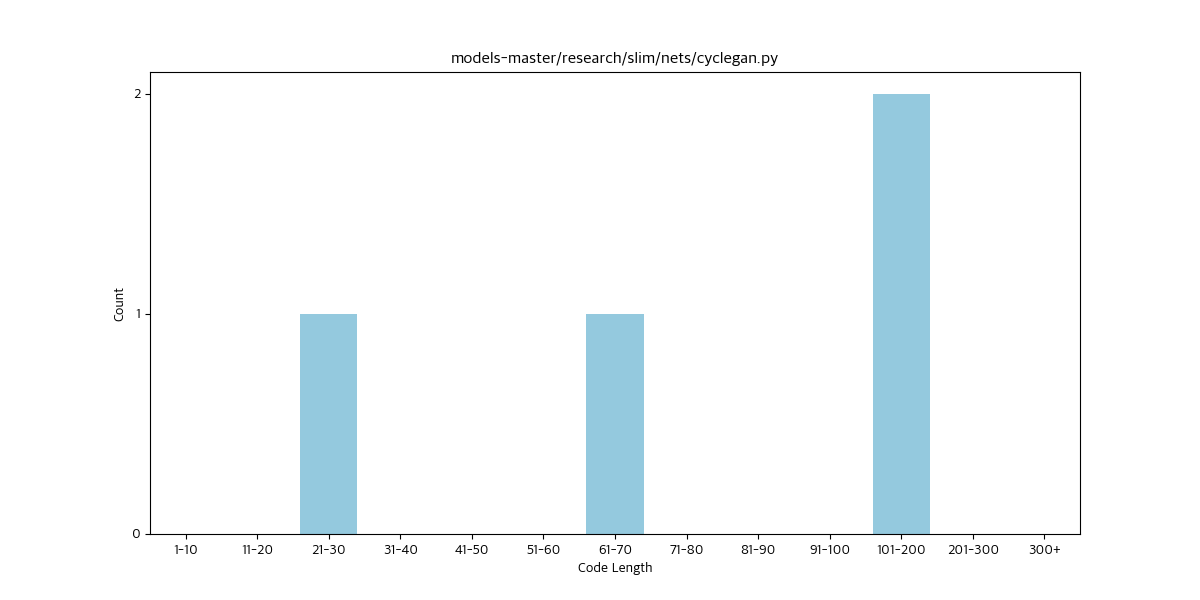 models-master/research/slim/nets/cyclegan.py
2
1
0
Count
1-10 11-20 21-30 31-40 41-50 51-60 61-70 71-80 81-90 91-100 101-200 201-300 300+
Code Length